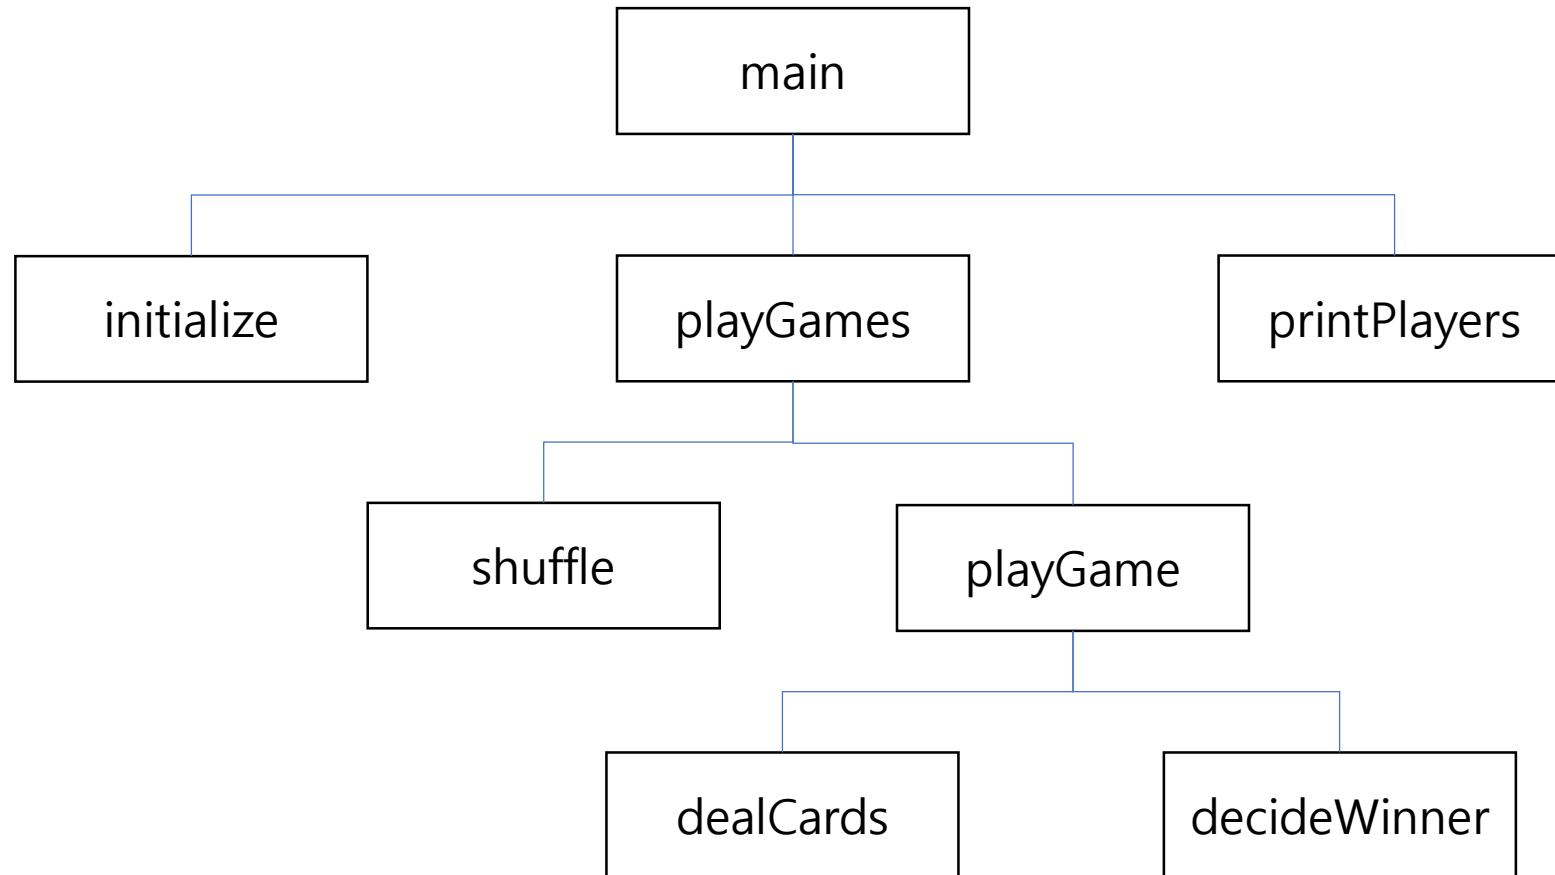 main
initialize
playGames
printPlayers
shuffle
playGame
dealCards
decideWinner